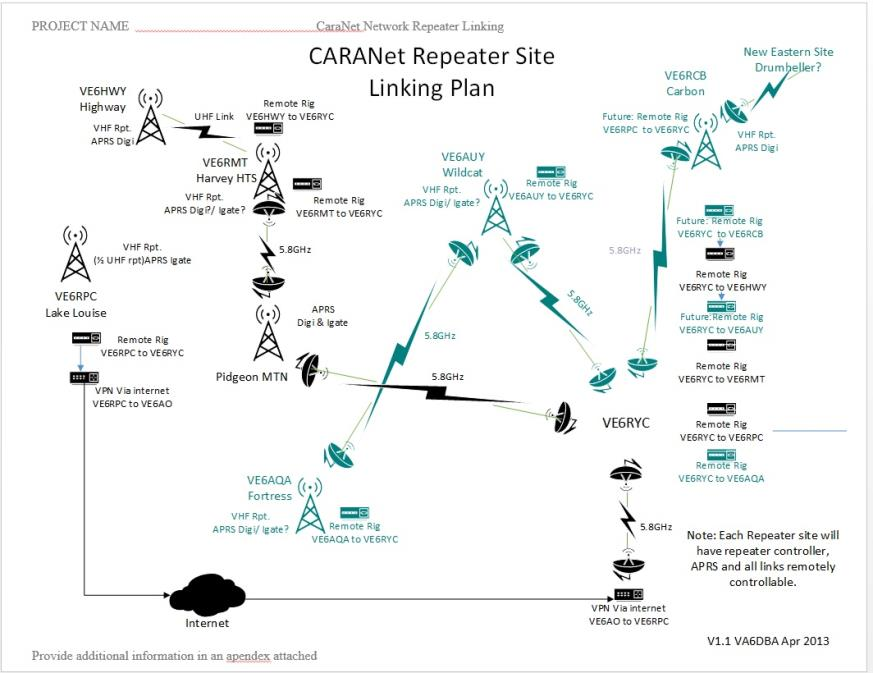 PROJECT NAME CaraNet Network Repeater Linking
CARANet Repeater Site
Linking Plan
New Eastern Site
Drumheller?
VE6RCB
Carbon
Future: Remote Rig
VE6RPC to VE6RYC
VHF Rpt.
APRS Digi
VE6HWY
Highway
VHF Rpt.
APRS Digi
UHF Link
Remote Rig
VE6HWY to VE6RYC
VE6RMT
Harvey HTS
VHF Rpt.
APRS Digi?/ Igate?
Remote Rig
VE6RMT to VE6RYC
5.8GHz
VE6AUY
Wildcat
VHF Rpt.
APRS Digi/ Igate?
Remote Rig
VE6AUY to VE6RYC
VHF Rpt.
(½ UHF rpt)APRS Igate
VE6RPC
Lake Louise
Remote Rig
VE6RPC to VE6RYC
VPN Via internet
VE6RPC to VE6AO
APRS
Digi & Igate
Pidgeon MTN
5.8GHz
5.8GHz
5.8GHz
5.8GHz
VE6RYC
Future: Remote Rig
VE6RYC to VE6RCB
Remote Rig
VE6RYC to VE6HWY
Future:Remote Rig
VE6RYC to VE6AUY
Remote Rig
VE6RYC to VE6RMT
Remote Rig
VE6RYC to VE6RPC
Remote Rig
VE6RYC to VE6AQA
VE6AQA
Fortress
VHF Rpt.
APRS Digi/ Igate?
Remote Rig
VE6AQA to VE6RYC
5.8GHz
Note: Each Repeater site will
have repeater controller,
APRS and all links remotely
controllable.
VPN Via internet
VE6AO to VE6RPC
Internet
V1.1 VA6DBA Apr 2013
Provide additional information in an apendex attached